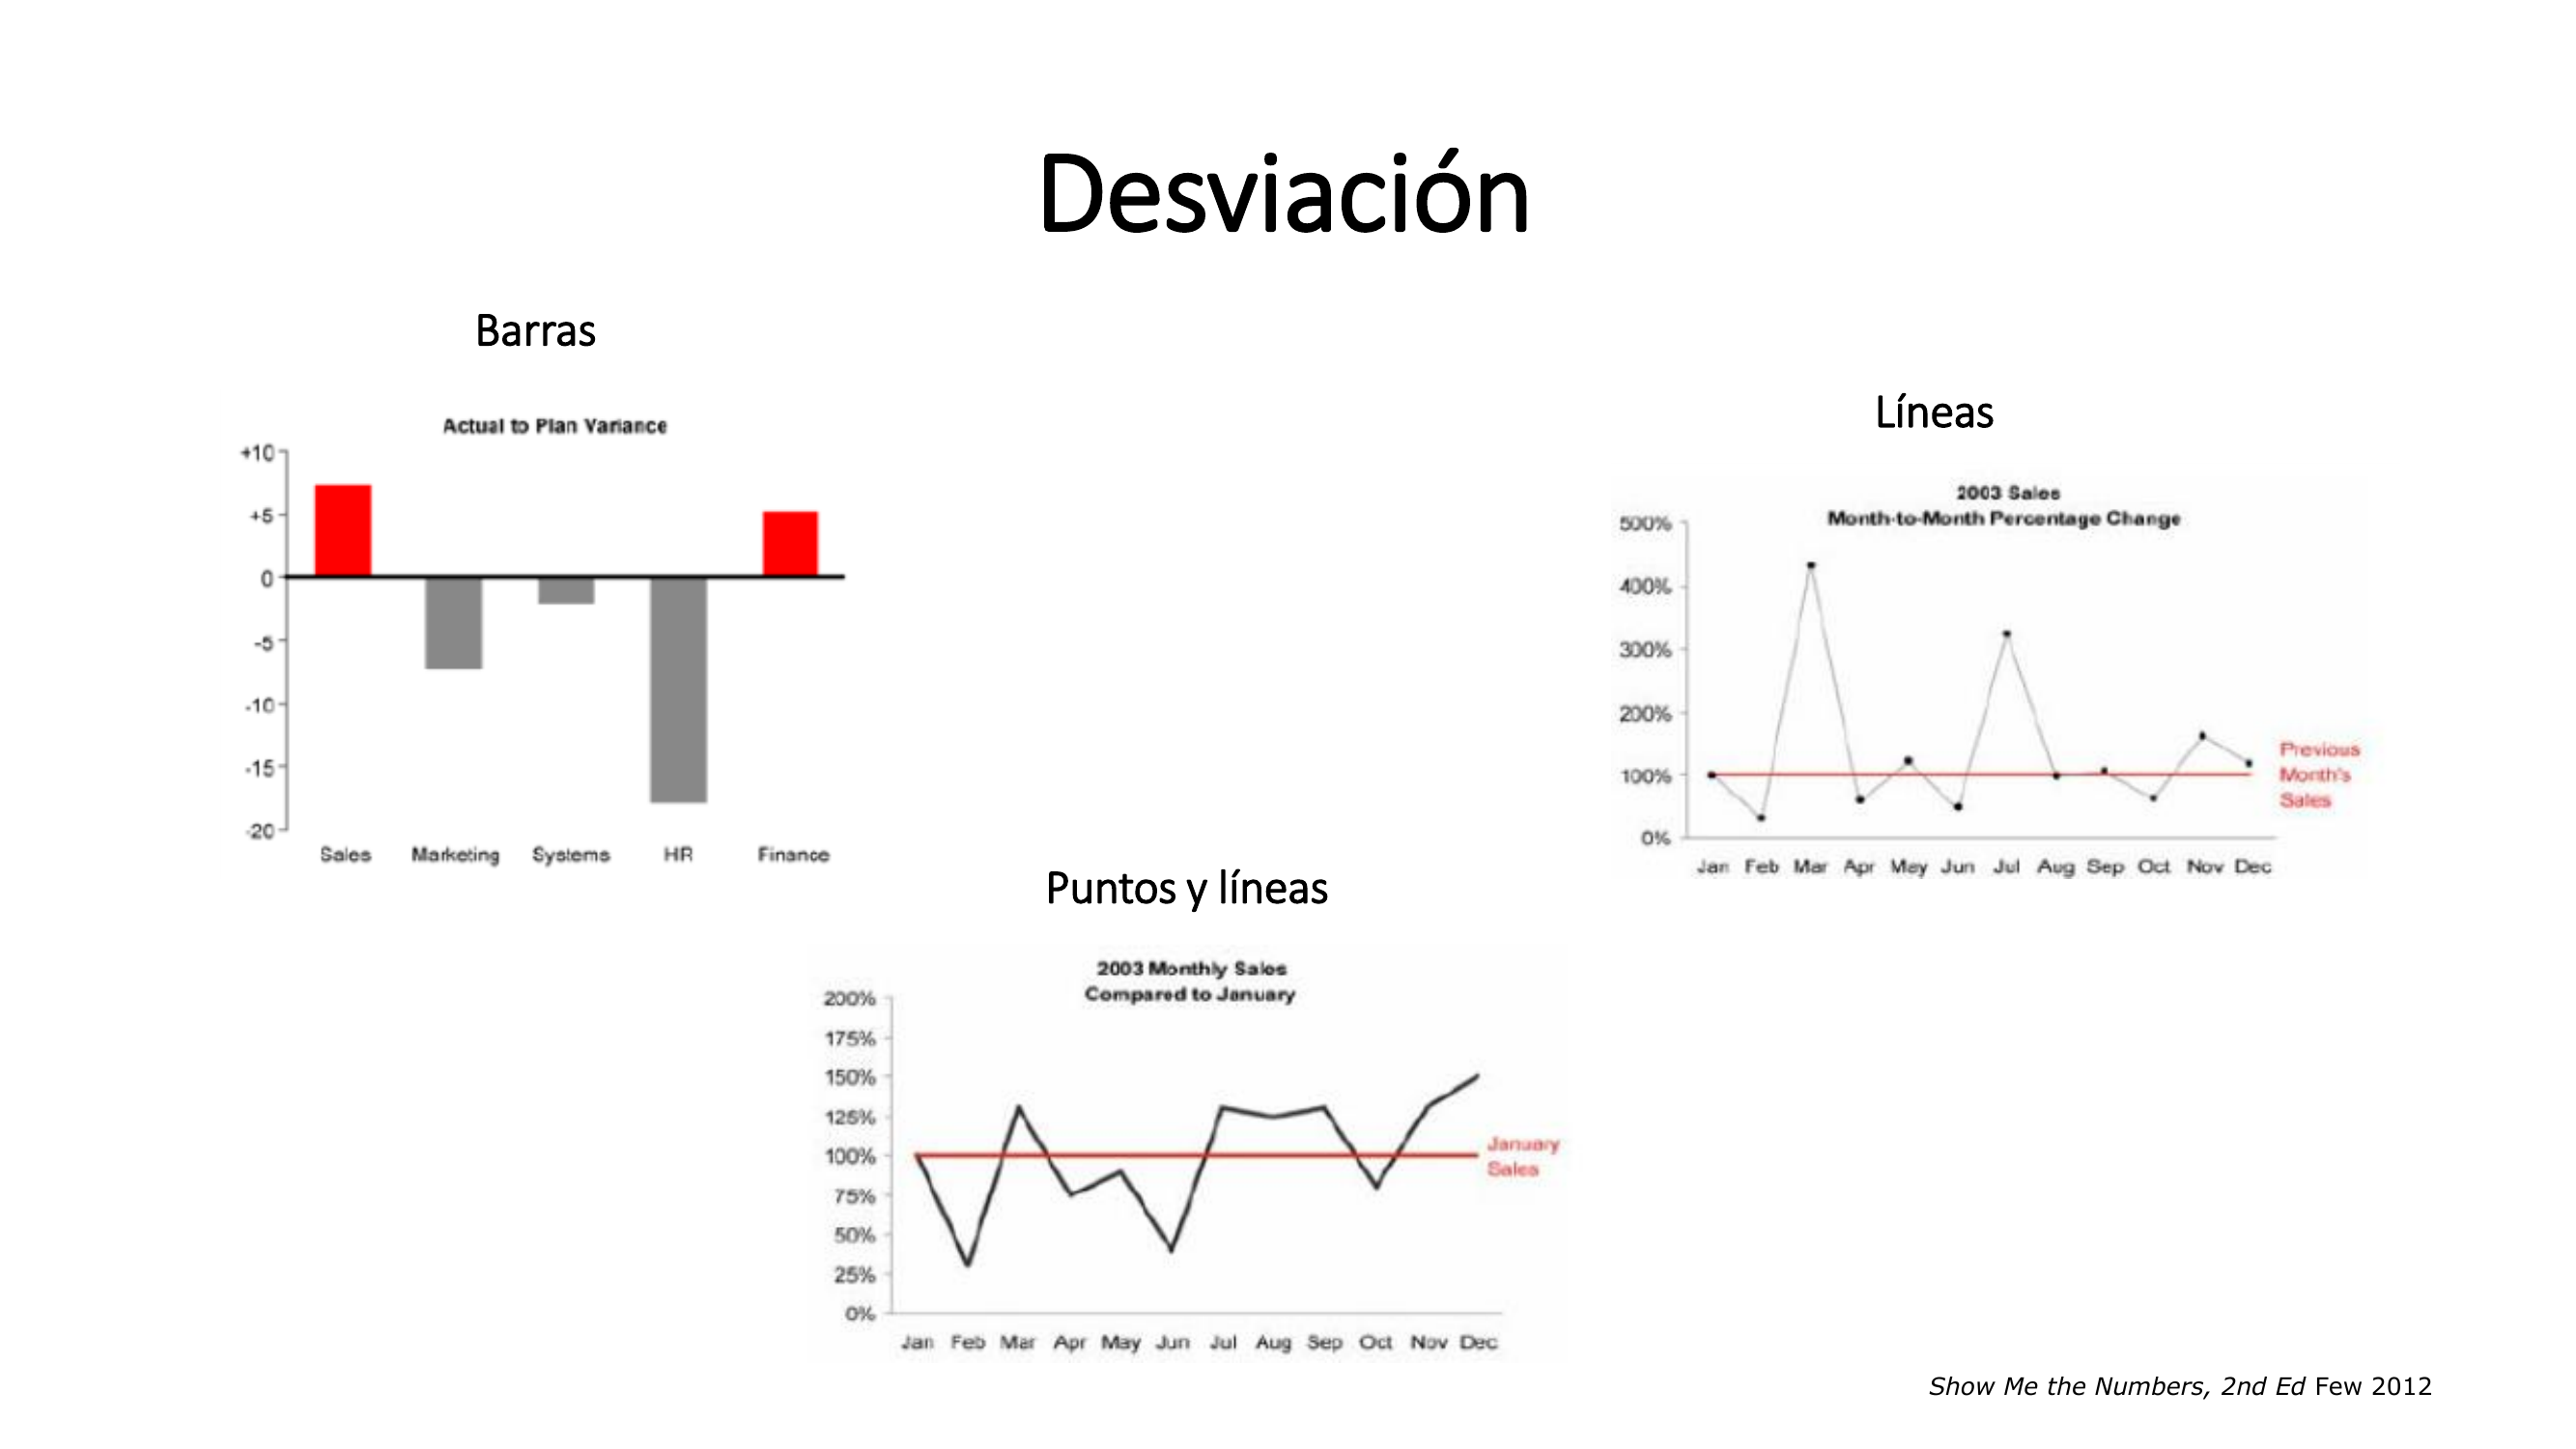 Desviación
Barras
Actual to Plan Variance
+10
+5
0
-5
-10
-15
-20
Sales Marketing Systems HR Finance
Líneas
2003 Sales
Month-to-Month Percentage Change
500%
400%
300%
200%
100%
0%
Previous
Month's
Sales
Jan Feb Mar Apr May Jun Jul Aug Sep Oct Nov Dec
Puntos y líneas
2003 Monthly Sales
Compared to January
200%
175%
150%
125%
100%
75%
50%
25%
0%
January
Sales
Jan Feb Mar Apr May Jun Jul Aug Sep Oct Nov Dec
Show Me the Numbers, 2nd Ed Few 2012